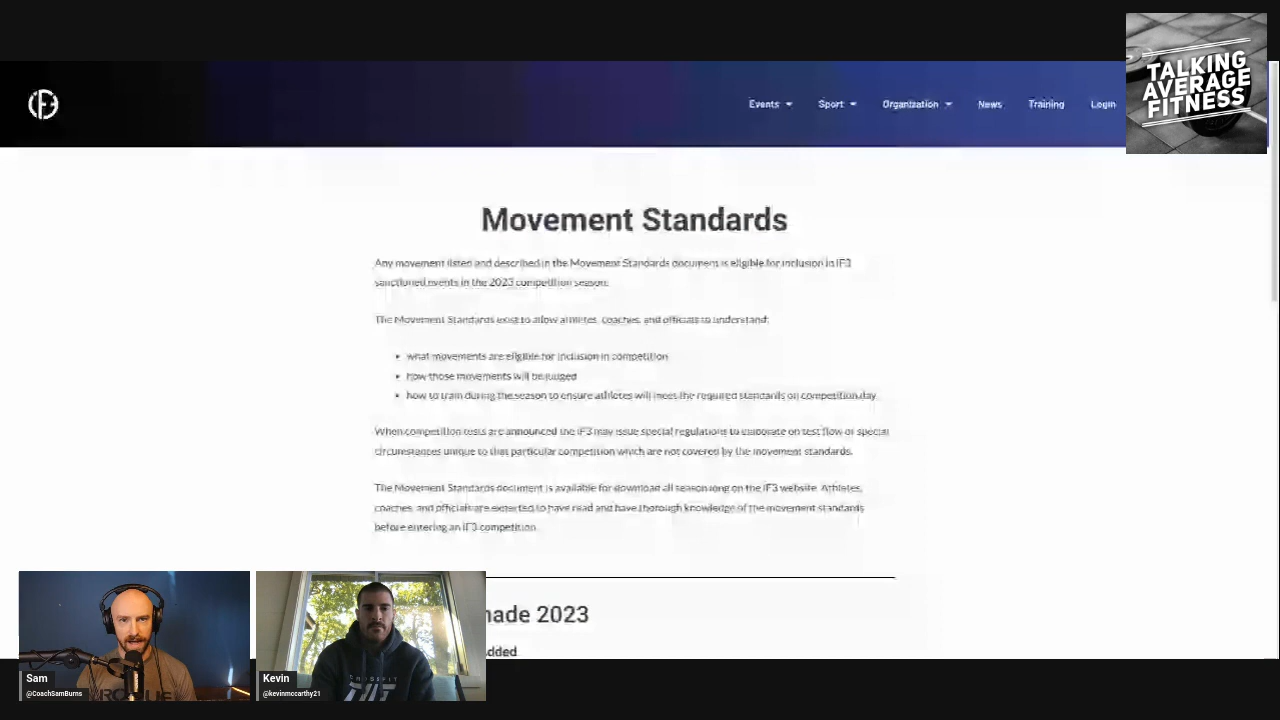 TALKING
AVERAGE
FITNESS
iF3
Events
Sport
Organization
News
Training
Login
Movement Standards
Any movement listed and described in the Movement Standards document is eligible for inclusion in iF3
sanctioned events in the 2023 competition season.
The Movement Standards exist to allow athletes, coaches, and officials to understand:
what movements are eligible for inclusion in competition
how those movements will be judged
how to train during the season to ensure athletes will meet the required standards on competition day.
When competition tests are announced the iF3 may issue special regulations to elaborate on test flow or special
circumstances unique to that particular competition which are not covered by the movement standards.
The Movement Standards document is available for download all season long on the iF3 website. Athletes,
coaches, and officials are expected to have read and have thorough knowledge of the movement standards
before entering an iF3 competition.
made 2023
Added
Sam
@CoachSamBurns
ROGUE
Kevin
@kevinmccarthy21
CROSSFIT